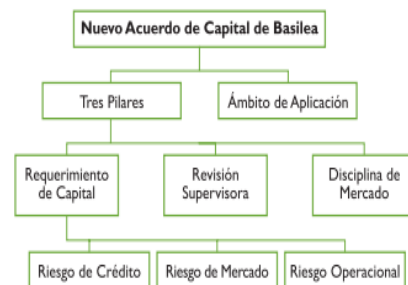 Nuevo Acuerdo de Capital de Basilea
Tres Pilares
Ámbito de Aplicación
Requerimiento
de Capital
Revisión
Supervisora
Disciplina de
Mercado
Riesgo de Crédito
Riesgo de Mercado
Riesgo Operacional